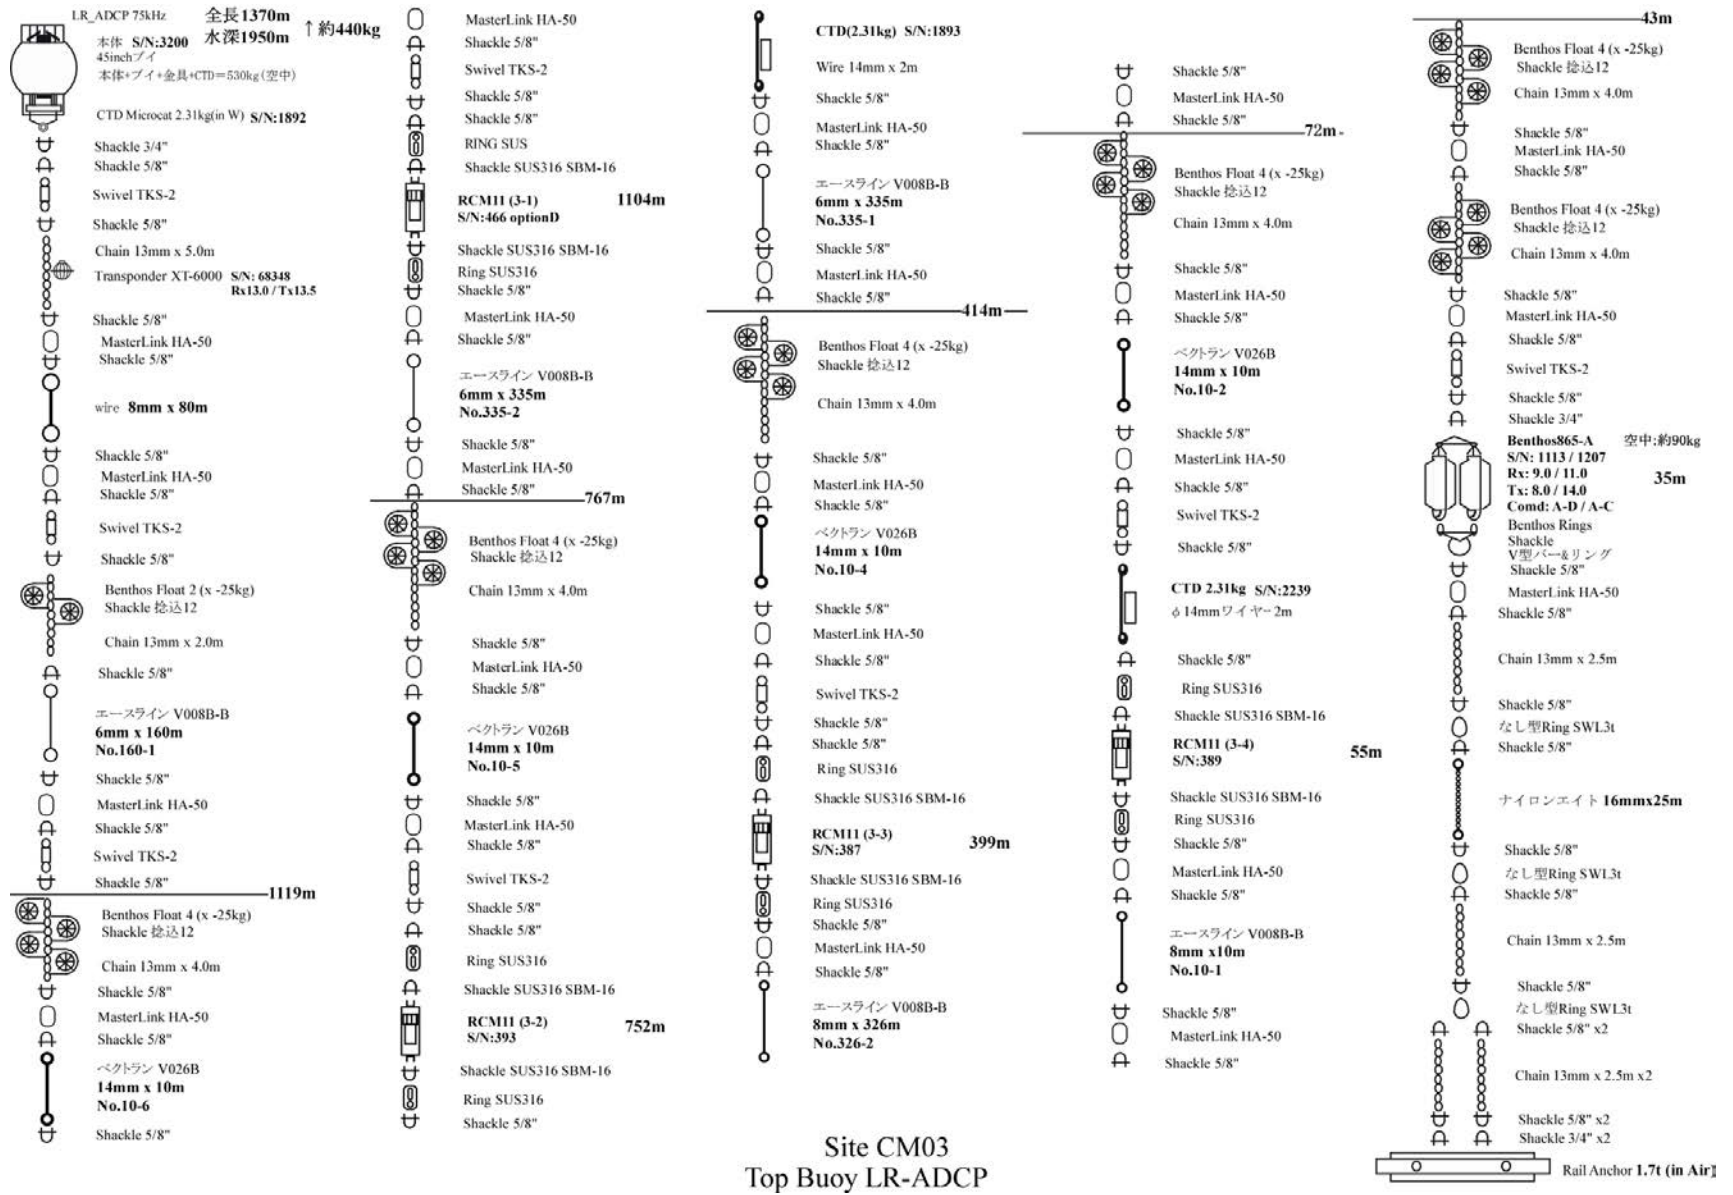 LR_ADCP 75kHz
全長1370m
水深1950m
↑ 約440kg
本体 S/N:3200
45inchブイ
本体+ブイ+金具+CTD=530kg(空中)
CTD Microcat 2.31kg(in W) S/N:1892
Shackle 3/4"
Shackle 5/8"
Swivel TKS-2
Shackle 5/8"
Chain 13mm x 5.0m
Transponder XT-6000 S/N: 68348
Rx13.0 / Tx13.5
Shackle 5/8"
MasterLink HA-50
Shackle 5/8"
wire 8mm x 80m
Shackle 5/8"
MasterLink HA-50
Shackle 5/8"
Swivel TKS-2
Shackle 5/8"
Benthos Float 2 (x -25kg)
Shackle 捻込12
Chain 13mm x 2.0m
Shackle 5/8"
エースライン V008B-B
6mm x 160m
No.160-1
Shackle 5/8"
MasterLink HA-50
Shackle 5/8"
Swivel TKS-2
Shackle 5/8"
1119m
Benthos Float 4 (x -25kg)
Shackle 捻込12
Chain 13mm x 4.0m
Shackle 5/8"
MasterLink HA-50
Shackle 5/8"
ベクトラン V026B
14mm x 10m
No.10-6
Shackle 5/8"
MasterLink HA-50
Shackle 5/8"
Swivel TKS-2
Shackle 5/8"
Shackle 5/8"
RING SUS
Shackle SUS316 SBM-16
RCM11 (3-1) 1104m
S/N:466 optionD
Shackle SUS316 SBM-16
Ring SUS316
Shackle 5/8"
MasterLink HA-50
Shackle 5/8"
エースライン V008B-B
6mm x 335m
No.335-2
Shackle 5/8"
MasterLink HA-50
Shackle 5/8"
767m
Benthos Float 4 (x -25kg)
Shackle 捻込12
Chain 13mm x 4.0m
Shackle 5/8"
MasterLink HA-50
Shackle 5/8"
ベクトラン V026B
14mm x 10m
No.10-5
Shackle 5/8"
MasterLink HA-50
Shackle 5/8"
Swivel TKS-2
Shackle 5/8"
Shackle 5/8"
Ring SUS316
Shackle SUS316 SBM-16
RCM11 (3-2) 752m
S/N:393
Shackle SUS316 SBM-16
Ring SUS316
Shackle 5/8"
CTD(2.31kg) S/N:1893
Wire 14mm x 2m
Shackle 5/8"
MasterLink HA-50
Shackle 5/8"
エースライン V008B-B
6mm x 335m
No.335-1
Shackle 5/8"
MasterLink HA-50
Shackle 5/8"
414m
Benthos Float 4 (x -25kg)
Shackle 捻込12
Chain 13mm x 4.0m
Shackle 5/8"
MasterLink HA-50
Shackle 5/8"
ベクトラン V026B
14mm x 10m
No.10-4
Shackle 5/8"
MasterLink HA-50
Shackle 5/8"
Swivel TKS-2
Shackle 5/8"
Shackle 5/8"
Ring SUS316
Shackle SUS316 SBM-16
RCM11 (3-3) 399m
S/N:387
Shackle SUS316 SBM-16
Ring SUS316
Shackle 5/8"
MasterLink HA-50
Shackle 5/8"
エースライン V008B-B
8mm x 326m
No.326-2
Shackle 5/8"
MasterLink HA-50
Shackle 5/8"
72m
Benthos Float 4 (x -25kg)
Shackle 捻込12
Chain 13mm x 4.0m
Shackle 5/8"
MasterLink HA-50
Shackle 5/8"
ベクトラン V026B
14mm x 10m
No.10-2
Shackle 5/8"
MasterLink HA-50
Shackle 5/8"
Swivel TKS-2
Shackle 5/8"
CTD 2.31kg S/N:2239
φ14mmワイヤー2m
Shackle 5/8"
Ring SUS316
Shackle SUS316 SBM-16
RCM11 (3-4) 55m
S/N:389
Shackle SUS316 SBM-16
Ring SUS316
Shackle 5/8"
MasterLink HA-50
Shackle 5/8"
エースライン V008B-B
8mm x10m
No.10-1
Shackle 5/8"
MasterLink HA-50
Shackle 5/8"
43m
Benthos Float 4 (x -25kg)
Shackle 捻込12
Chain 13mm x 4.0m
Shackle 5/8"
MasterLink HA-50
Shackle 5/8"
Benthos Float 4 (x -25kg)
Shackle 捻込12
Chain 13mm x 4.0m
Shackle 5/8"
MasterLink HA-50
Shackle 5/8"
Swivel TKS-2
Shackle 5/8"
Shackle 3/4"
Benthos865-A 空中:約90kg
S/N: 1113 / 1207
Rx: 9.0 / 11.0 35m
Tx: 8.0 / 14.0
Comd: A-D / A-C
Benthos Rings
Shackle
V型バー&リング
Shackle 5/8"
MasterLink HA-50
Shackle 5/8"
Chain 13mm x 2.5m
Shackle 5/8"
なし型Ring SWL3t
Shackle 5/8"
ナイロンエイト 16mmx25m
Shackle 5/8"
なし型Ring SWL3t
Shackle 5/8"
Chain 13mm x 2.5m
Shackle 5/8"
なし型Ring SWL3t
Shackle 5/8" x2
Chain 13mm x 2.5m x2
Shackle 5/8" x2
Shackle 3/4" x2
Rail Anchor 1.7t (in Air)
Site CM03
Top Buoy LR-ADCP